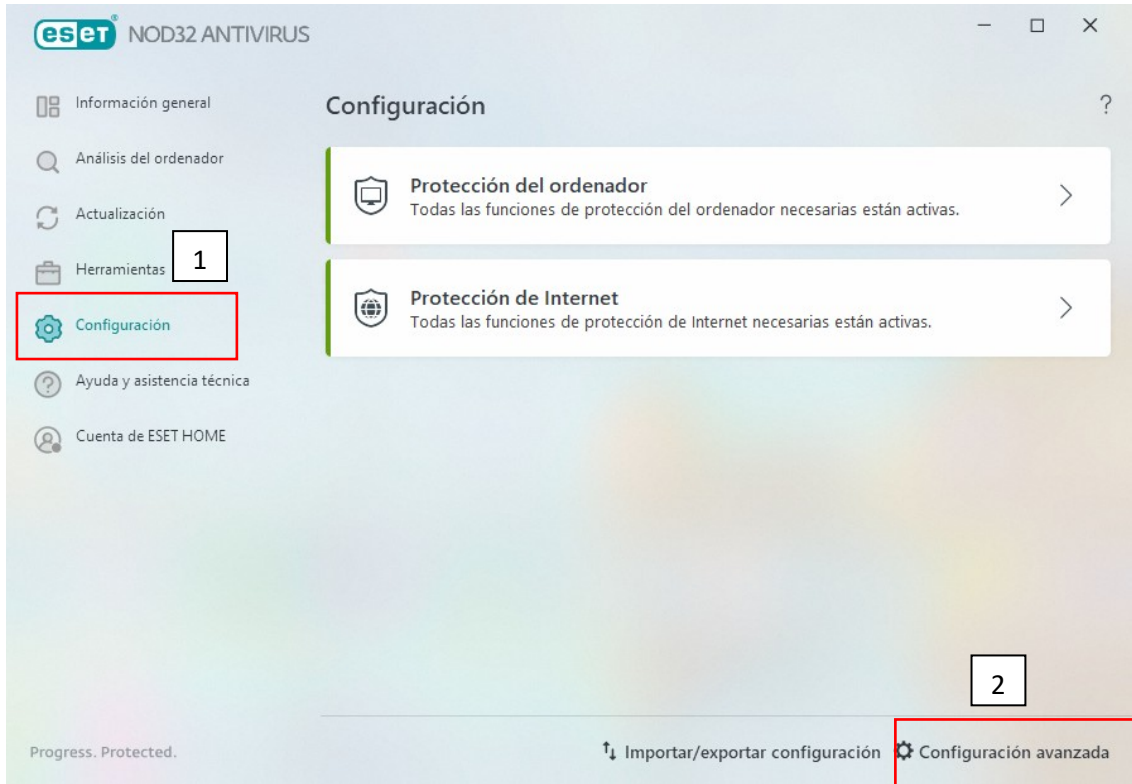 eset NOD32 ANTIVIRUS
Información general
Análisis del ordenador
Actualización
Herramientas
1
Configuración
Ayuda y asistencia técnica
Cuenta de ESET HOME
Configuración
?
Protección del ordenador
Todas las funciones de protección del ordenador necesarias están activas.
Protección de Internet
Todas las funciones de protección de Internet necesarias están activas.
2
Progress. Protected.
Importar/exportar configuración
Configuración avanzada